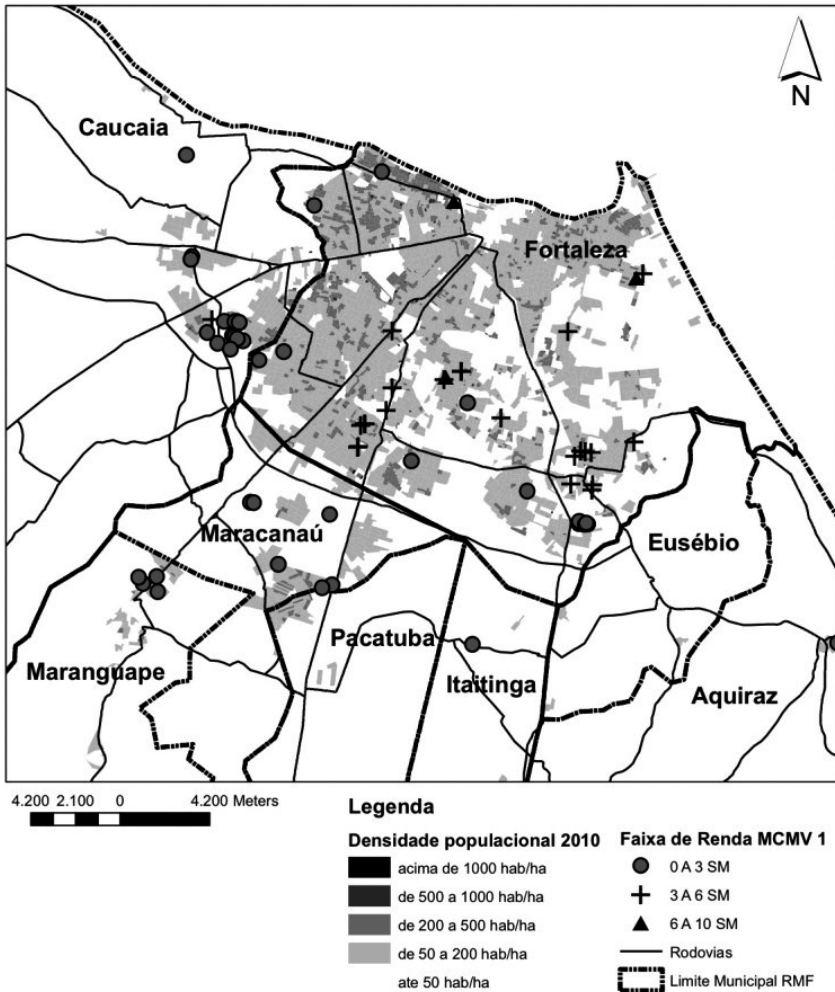 N
Caucaia
Fortaleza
Maracanaú
Eusébio
Pacatuba
Maranguape
Itaitinga
Aquiraz
4.200 2.100 0 4.200 Meters
Legenda
Densidade populacional 2010
acima de 1000 hab/ha
de 500 a 1000 hab/ha
de 200 a 500 hab/ha
de 50 a 200 hab/ha
ate 50 hab/ha
Faixa de Renda MCMV 1
0 A 3 SM
3 A 6 SM
6 A 10 SM
Rodovias
Limite Municipal RMF